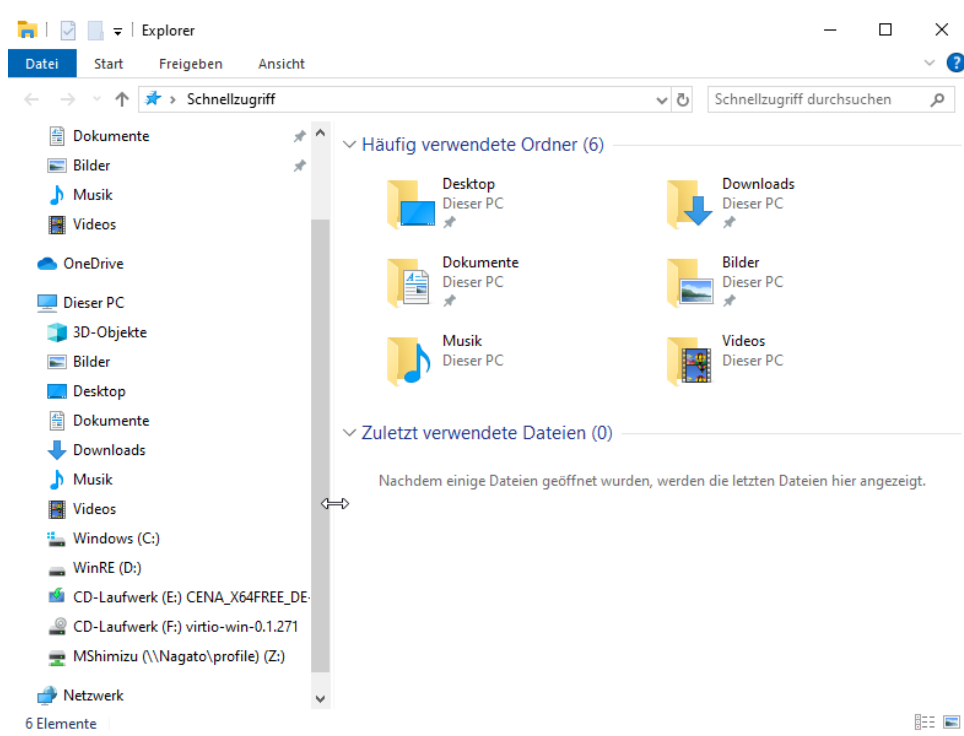 Explorer
Datei Start Freigeben Ansicht
Schnellzugriff
Schnellzugriff durchsuchen
Dokumente
Bilder
Musik
Videos
OneDrive
Dieser PC
3D-Objekte
Bilder
Desktop
Dokumente
Downloads
Musik
Videos
Windows (C:)
WinRE (D:)
CD-Laufwerk (E:) CENA_X64FREE_DE-
CD-Laufwerk (F:) virtio-win-0.1.271
MShimizu (\\Nagato\profile) (Z:)
Netzwerk
Häufig verwendete Ordner (6)
Desktop
Dieser PC
Downloads
Dieser PC
Dokumente
Dieser PC
Bilder
Dieser PC
Musik
Dieser PC
Videos
Dieser PC
Zuletzt verwendete Dateien (0)
Nachdem einige Dateien geöffnet wurden, werden die letzten Dateien hier angezeigt.
6 Elemente